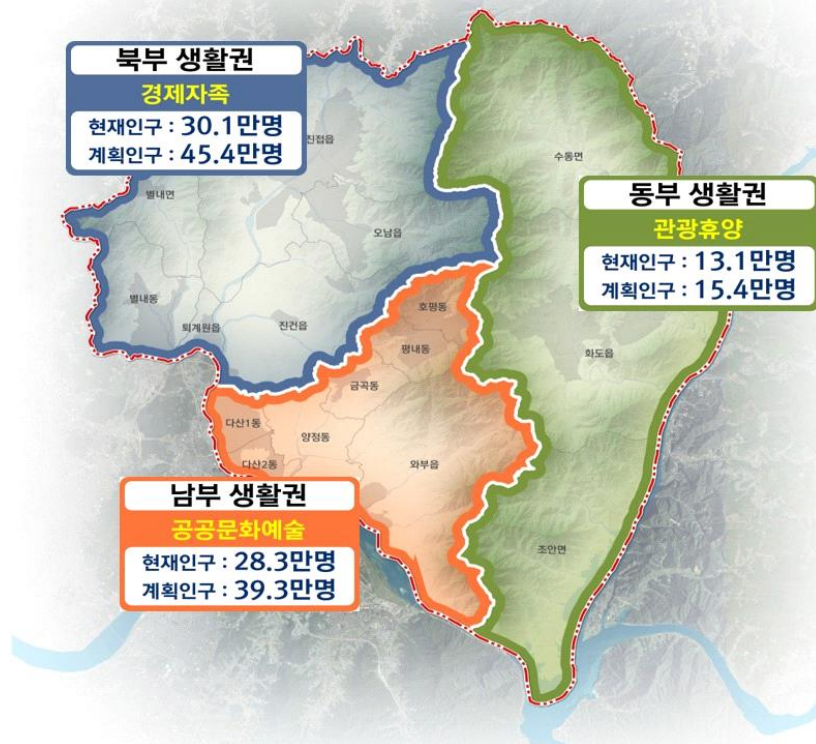 북부 생활권
경제자족
현재인구 : 30.1만명
계획인구 : 45.4만명
진접읍
수동면
별내면
동부 생활권
관광휴양
현재인구 : 13.1만명
계획인구 : 15.4만명
오남읍
별내동
퇴계원읍
진건읍
호평동
평내동
화도읍
금곡동
다산1동
양정동
다산2동
와부읍
남부 생활권
공공문화예술
현재인구 : 28.3만명
계획인구 : 39.3만명
조안면